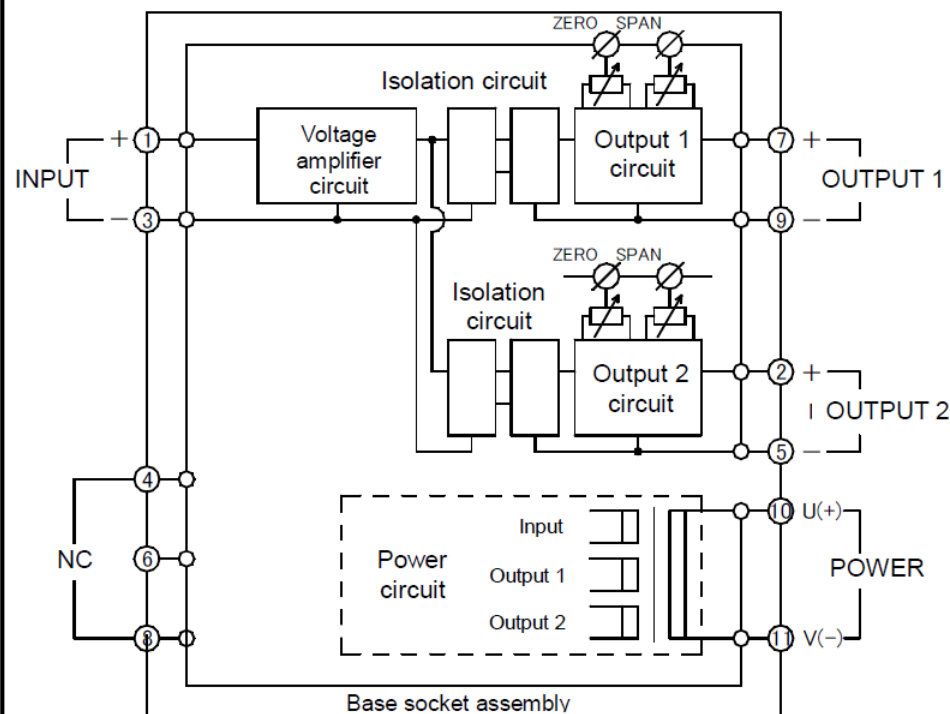 ZERO SPAN
Isolation circuit
+ 1
Voltage
amplifier
circuit
Output 1
circuit
7 +
INPUT
OUTPUT 1
− 3
9 −
ZERO SPAN
Isolation
circuit
Output 2
circuit
2 +
I OUTPUT 2
5 −
4
NC
6
8
Power
circuit
Input
Output 1
Output 2
10 U(+)
POWER
11 V(−)
Base socket assembly